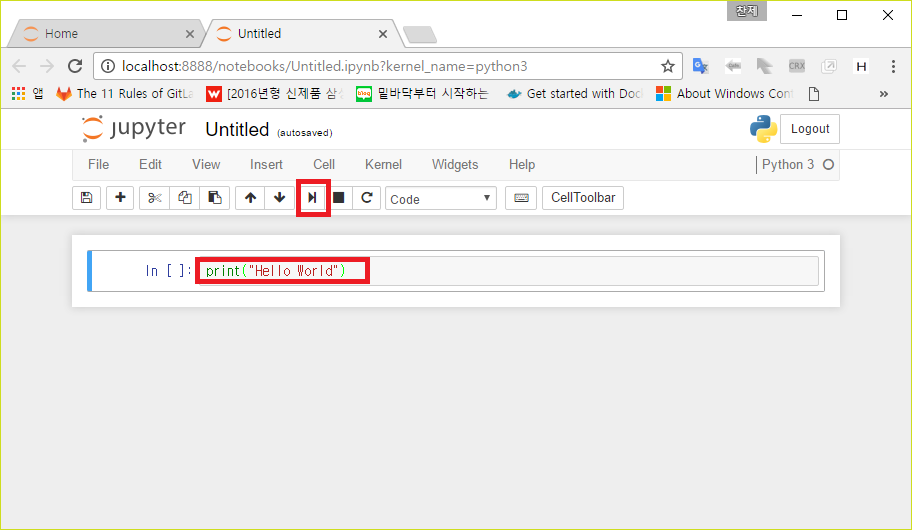 찬제
Home
Untitled
localhost:8888/notebooks/Untitled.ipynb?kernel_name=python3
CRX
H
앱 The 11 Rules of GitLa [2016년형 신제품 삼성 blog 밑바닥부터 시작하는 Get started with Doc About Windows Cont »
jupyter Untitled (autosaved) Logout
File Edit View Insert Cell Kernel Widgets Help Python 3
Code CellToolbar
In [ ]: print("Hello World")